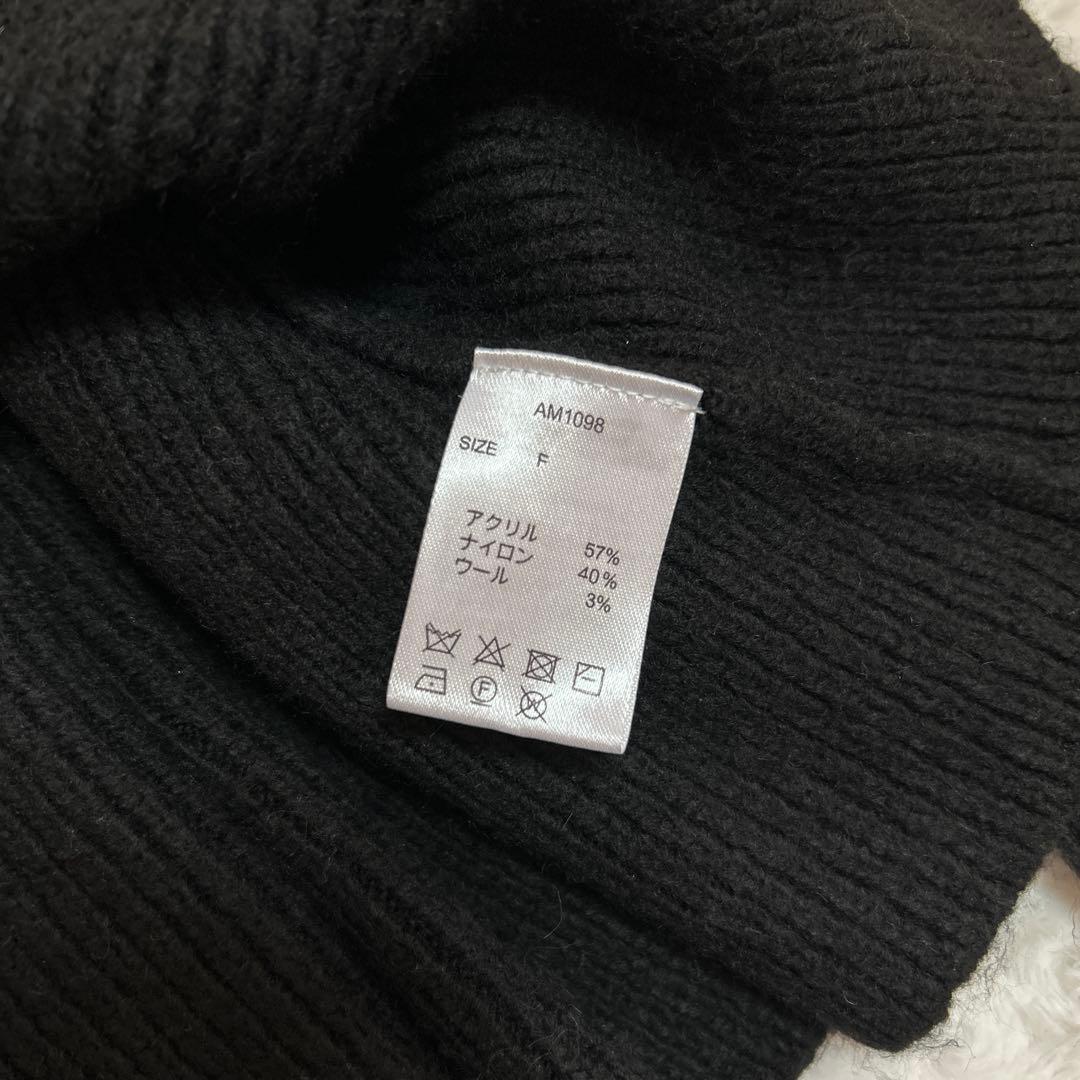 AM1098
SIZE F
アクリル 57%
ナイロン 40%
ウール 3%
F
W